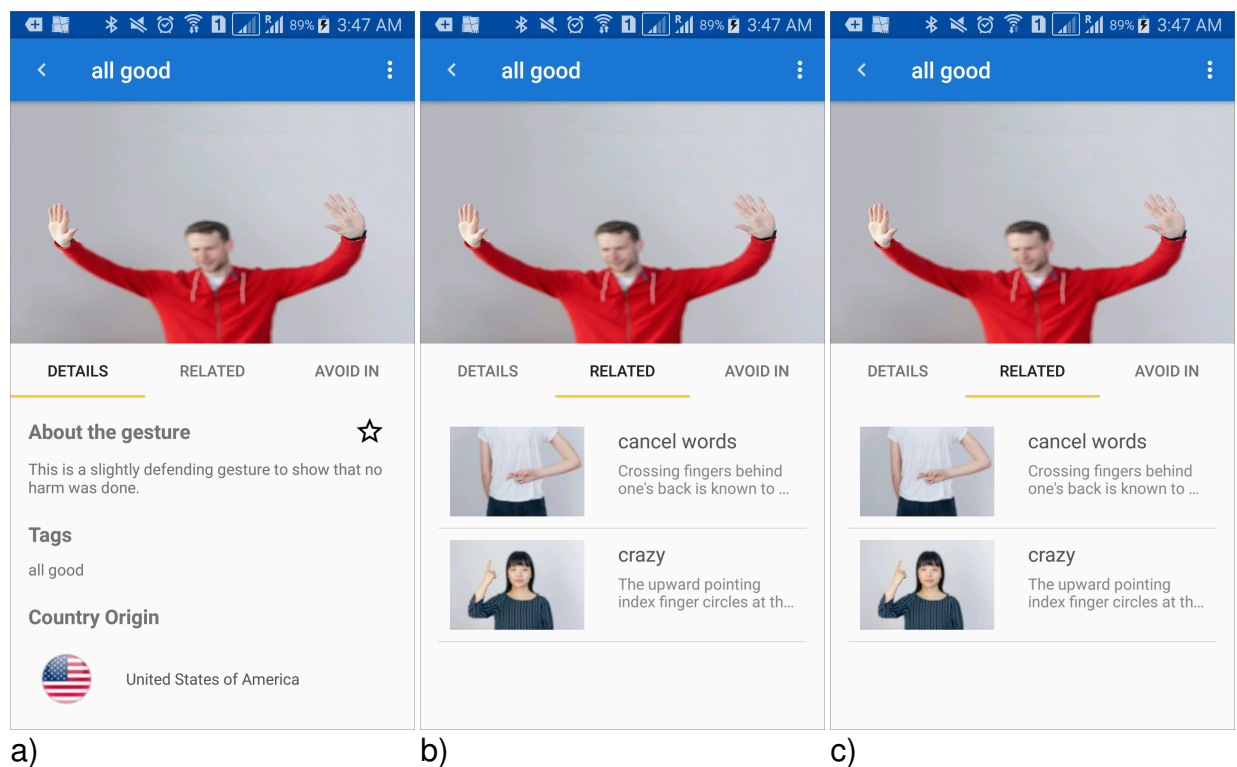 1 R 89% 3:47 AM
all good
DETAILS RELATED AVOID IN
About the gesture
This is a slightly defending gesture to show that no
harm was done.
Tags
all good
Country Origin
United States of America
a)
1 R 89% 3:47 AM
all good
DETAILS RELATED AVOID IN
cancel words
Crossing fingers behind
one's back is known to ...
crazy
The upward pointing
index finger circles at th...
b)
1 R 89% 3:47 AM
all good
DETAILS RELATED AVOID IN
cancel words
Crossing fingers behind
one's back is known to ...
crazy
The upward pointing
index finger circles at th...
c)